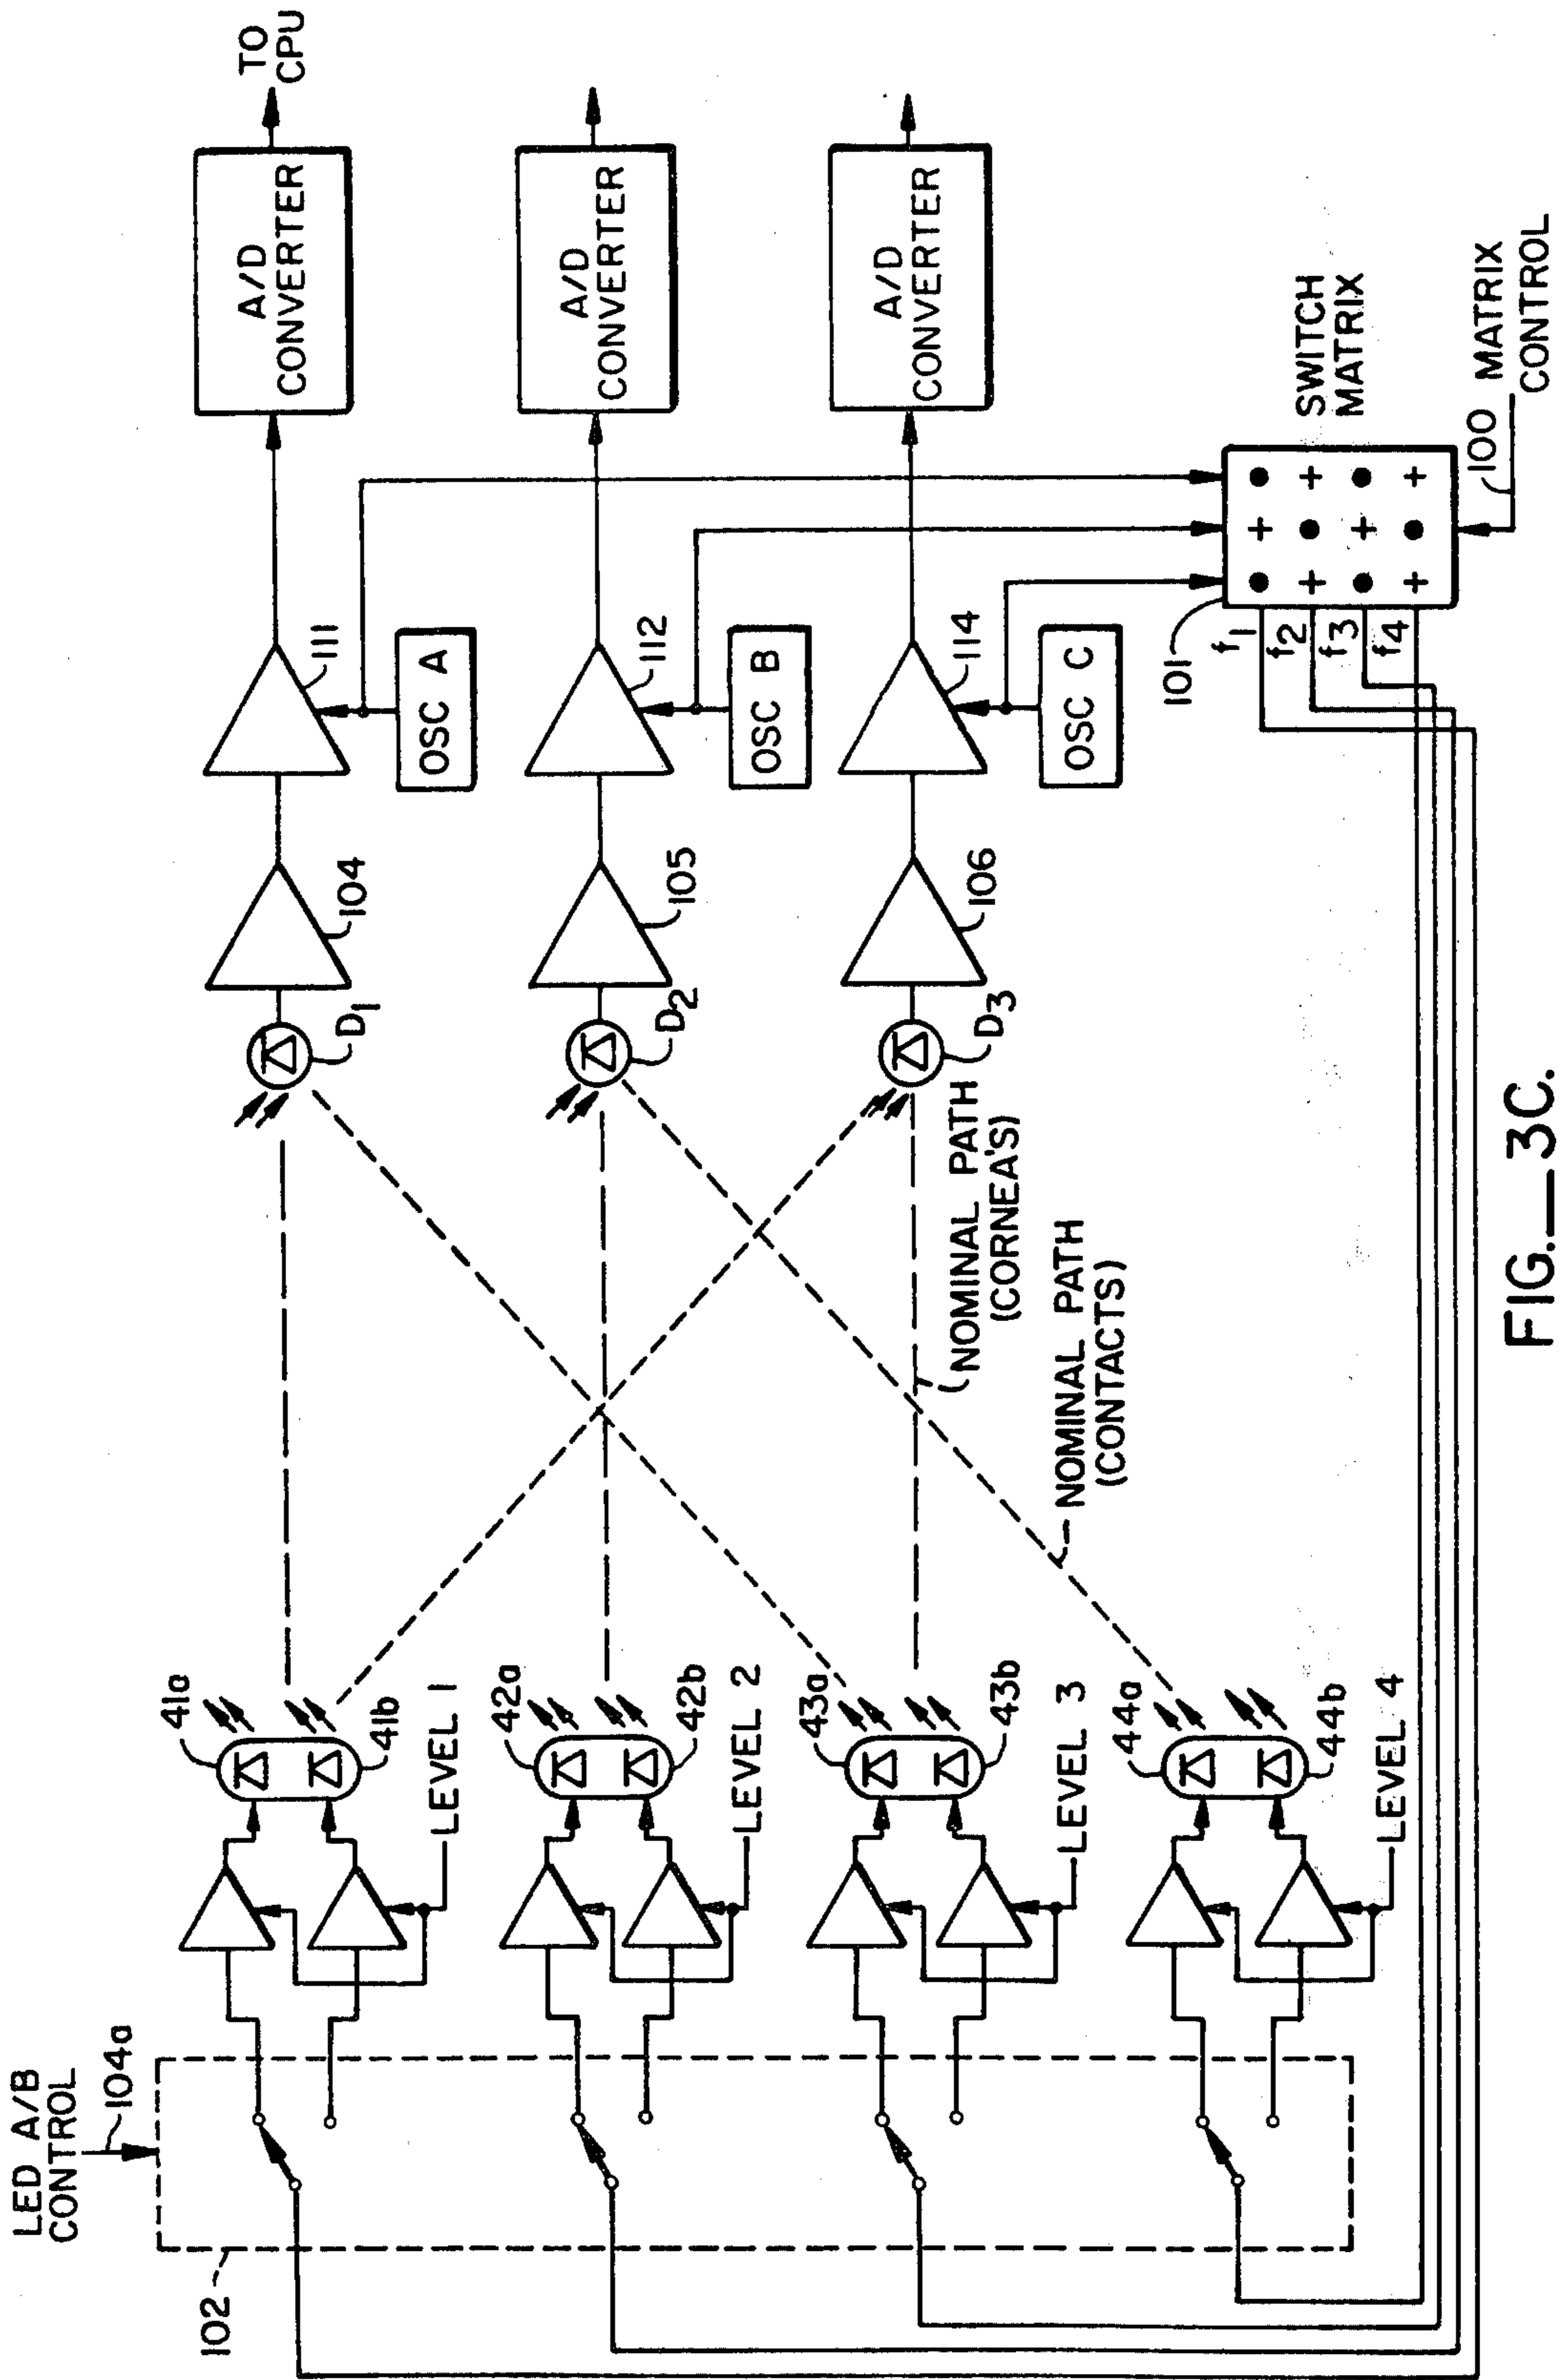 LED A/B
CONTROL
104a
102
41a
41b
LEVEL 1
42a
42b
LEVEL 2
43a
43b
LEVEL 3
44a
44b
LEVEL 4
NOMINAL PATH
(CORNEA'S)
NOMINAL PATH
(CONTACTS)
D1
D2
D3
104
105
106
111
112
114
OSC A
OSC B
OSC C
A/D
CONVERTER
TO
CPU
A/D
CONVERTER
A/D
CONVERTER
101
f1
f2
f3
f4
SWITCH
MATRIX
100 MATRIX
CONTROL
FIG.__3C.